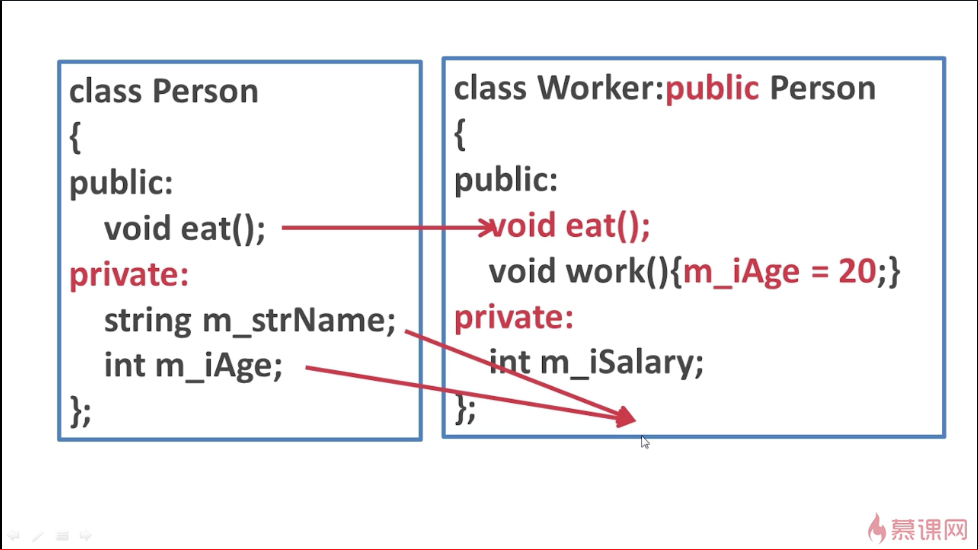 class Person
{
public:
void eat();
private:
string m_strName;
int m_iAge;
};
class Worker:public Person
{
public:
void eat();
void work(){m_iAge = 20;}
private:
int m_iSalary;
};
慕课网